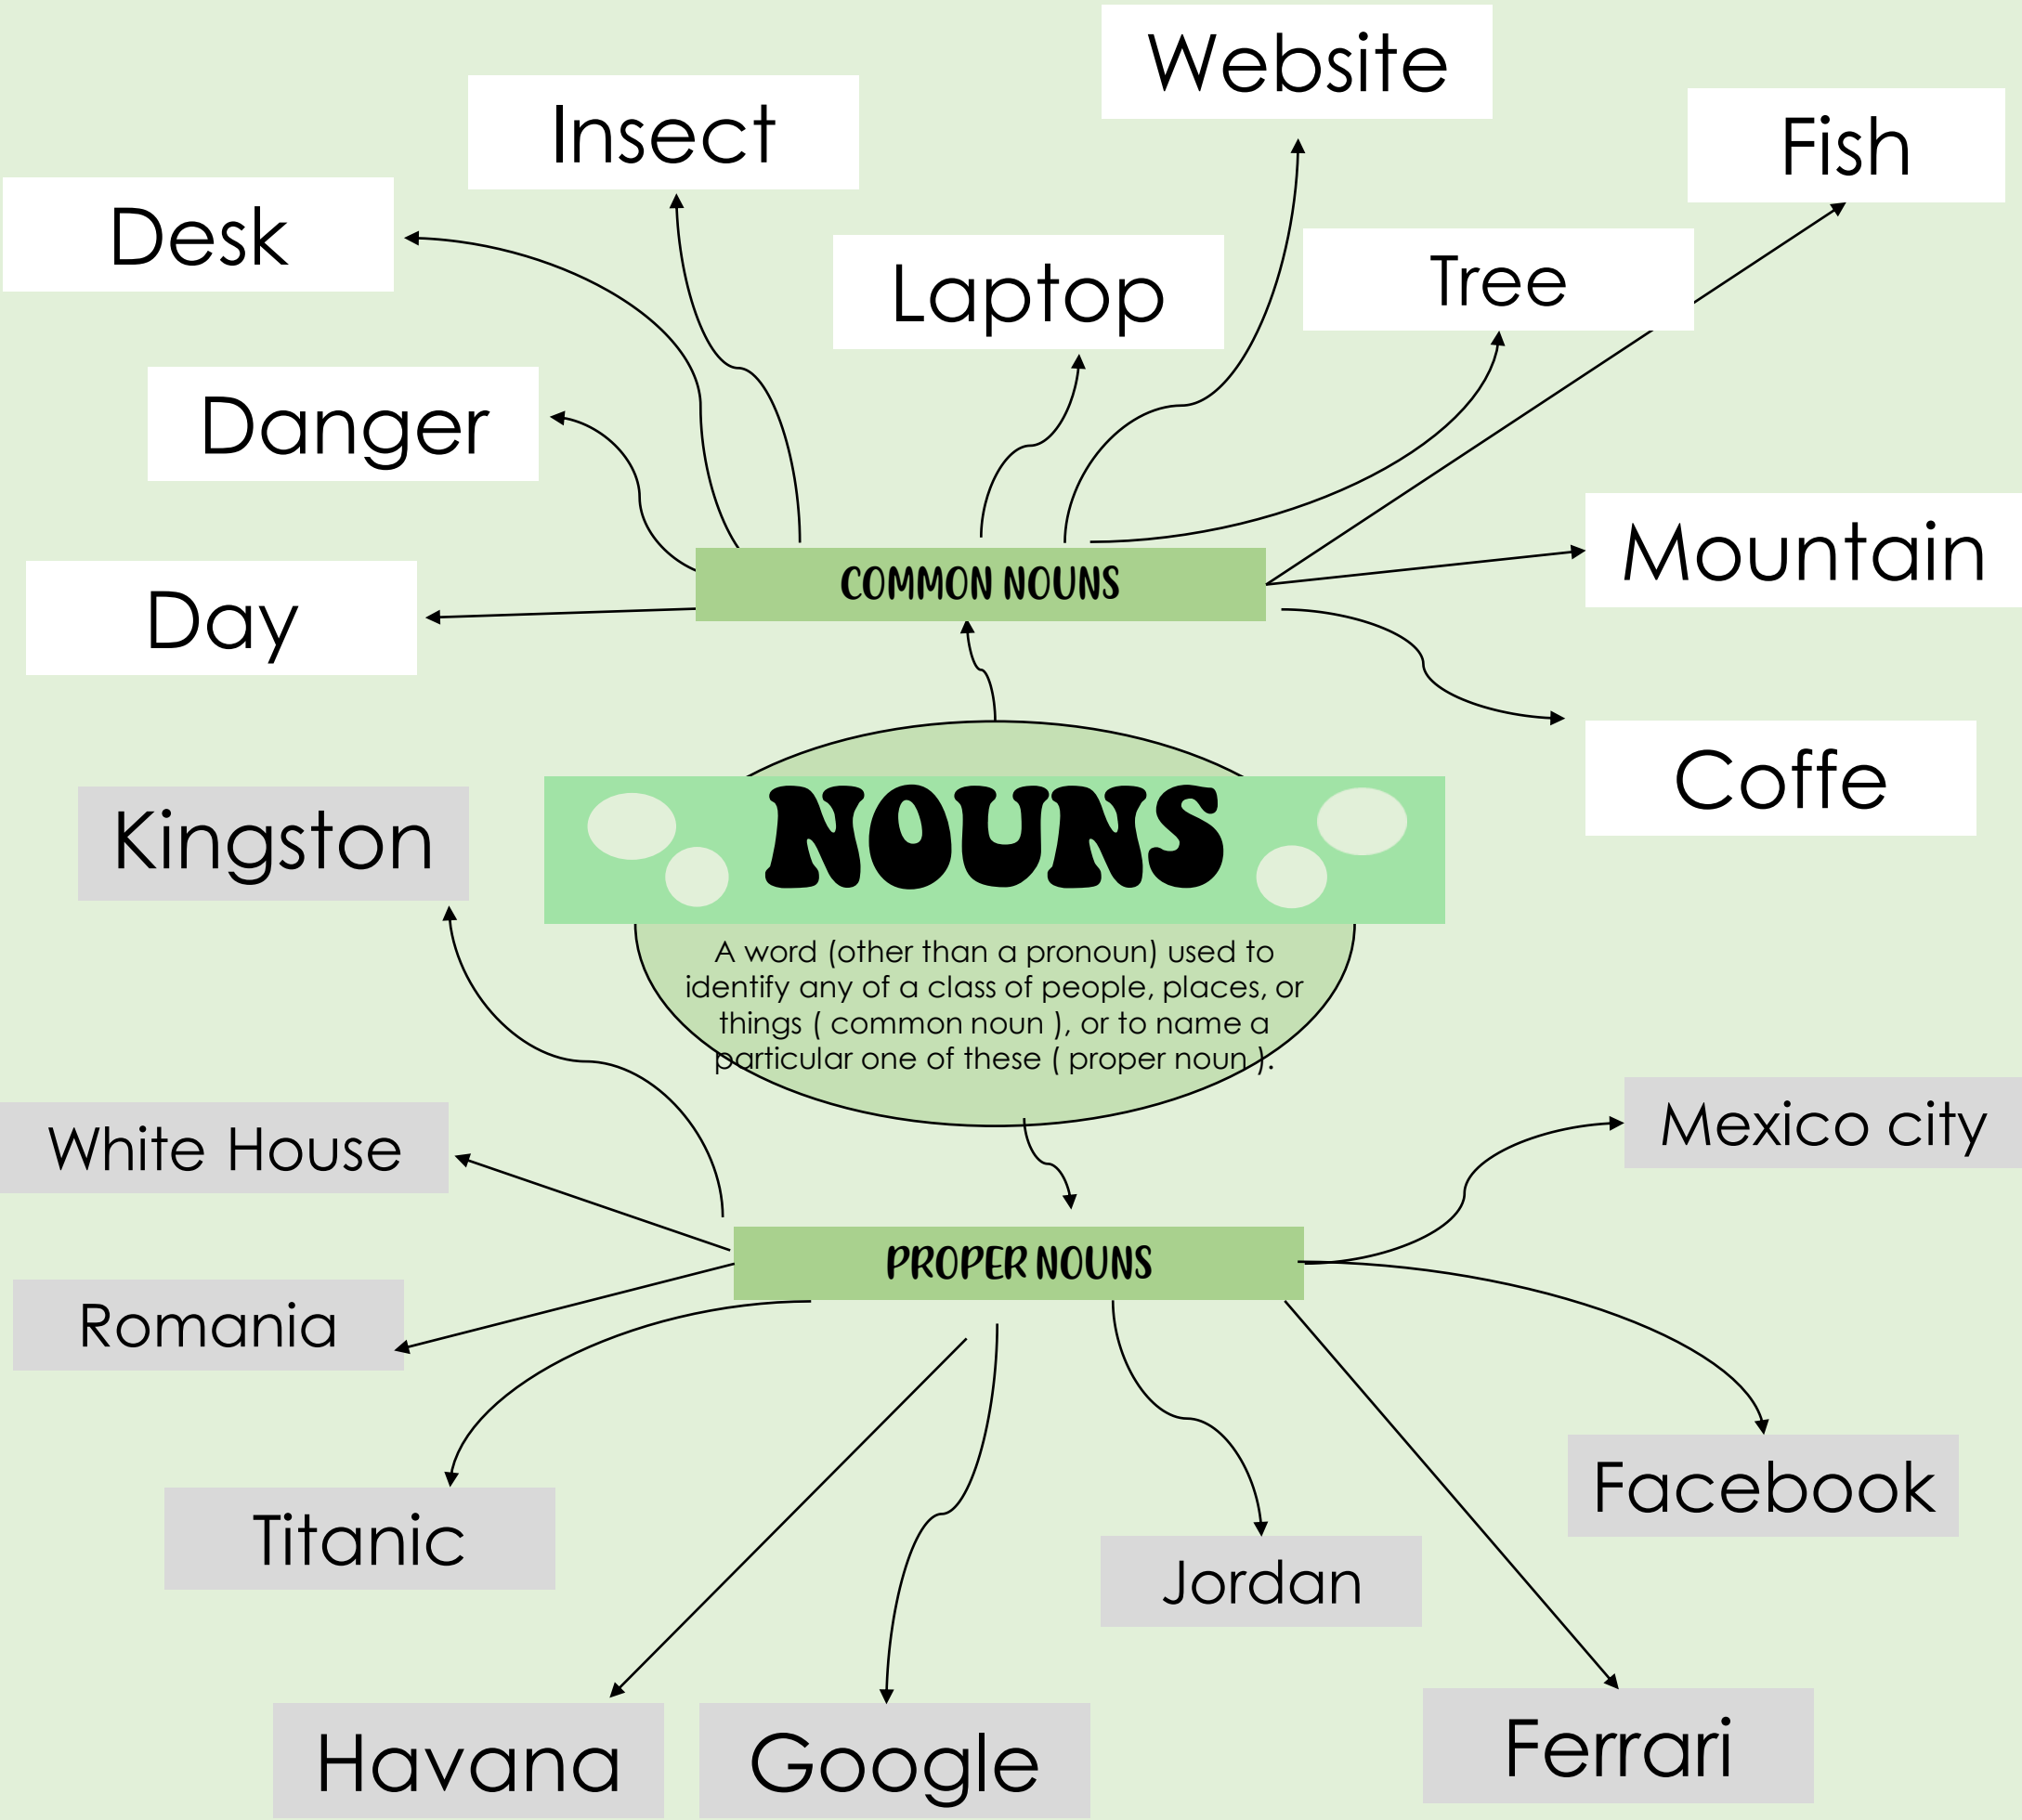 Website
Insect
Fish
Desk
Laptop
Tree
Danger
Mountain
COMMON NOUNS
Day
Coffe
NOUNS
Kingston
A word (other than a pronoun) used to
identify any of a class of people, places, or
things ( common noun ), or to name a
particular one of these ( proper noun ).
Mexico city
White House
PROPER NOUNS
Romania
Facebook
Titanic
Jordan
Ferrari
Havana
Google